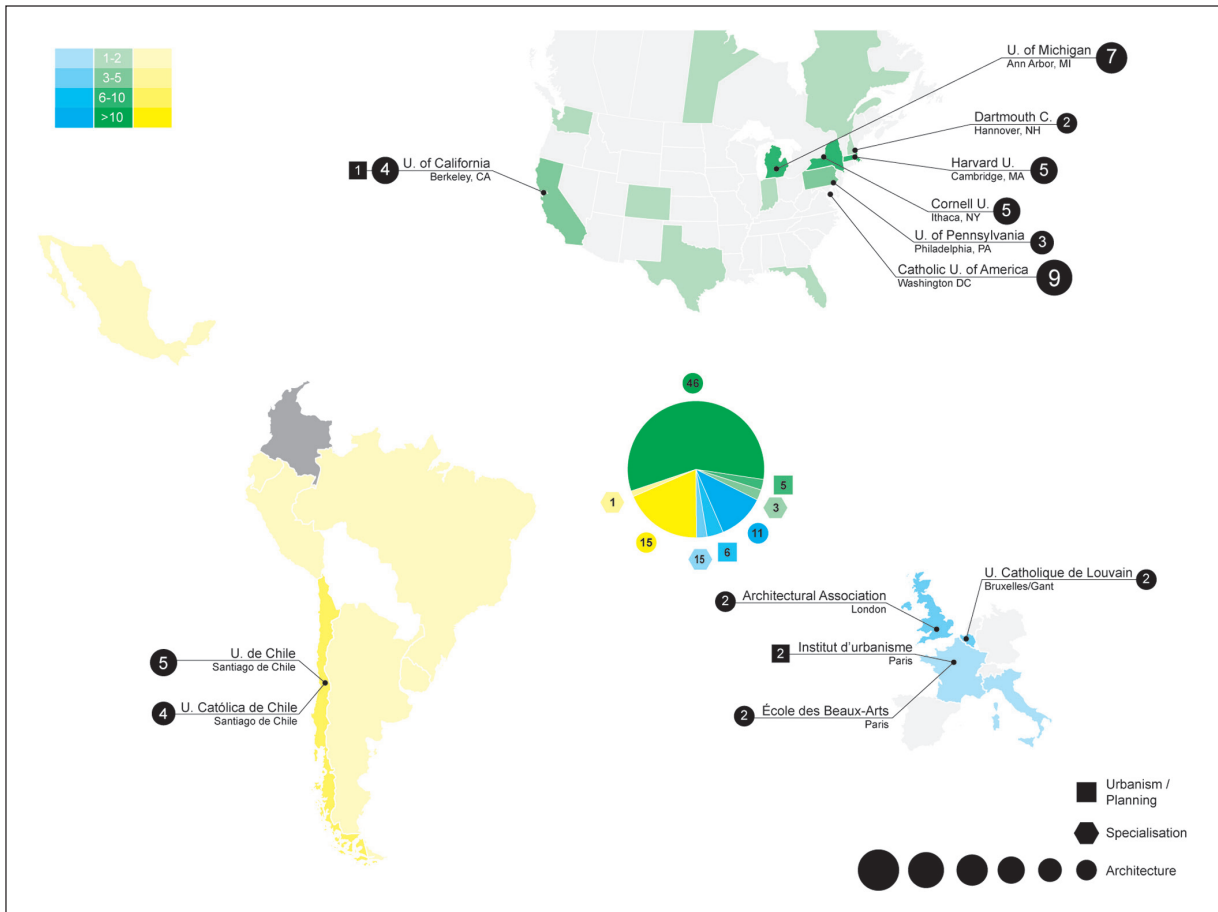 1-2
3-5
6-10
>10
U. of Michigan
Ann Arbor, MI
7
Dartmouth C.
Hannover, NH
2
1
4
U. of California
Berkeley, CA
Harvard U.
Cambridge, MA
5
Cornell U.
Ithaca, NY
5
U. of Pennsylvania
Philadelphia, PA
3
Catholic U. of America
Washington DC
9
46
5
3
11
6
15
15
1
U. Catholique de Louvain
Bruxelles/Gant
2
2
Architectural Association
London
2
Institut d'urbanisme
Paris
2
École des Beaux-Arts
Paris
5
U. de Chile
Santiago de Chile
4
U. Católica de Chile
Santiago de Chile
Urbanism /
Planning
Specialisation
Architecture